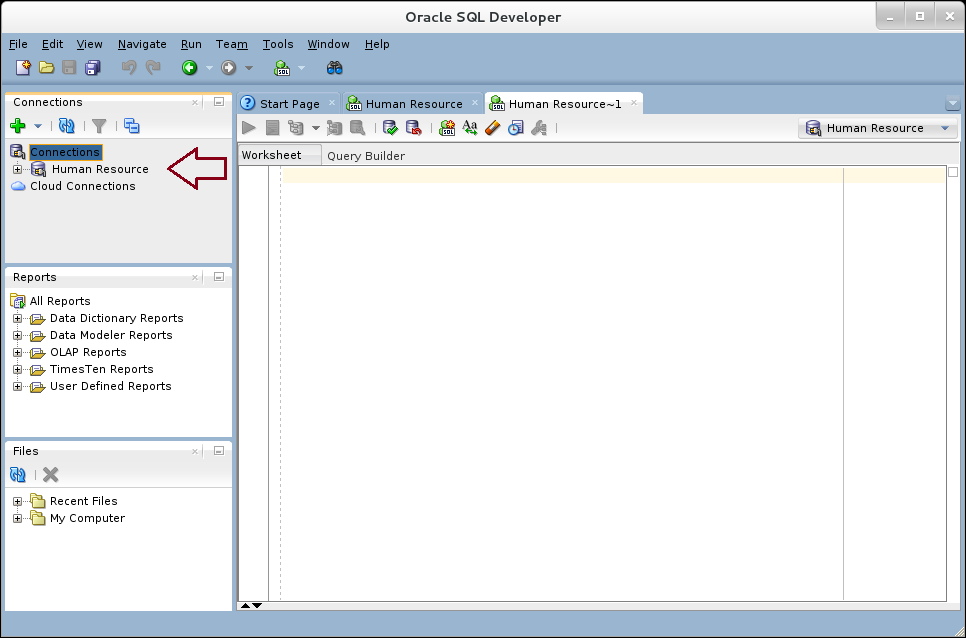 Oracle SQL Developer
File Edit View Navigate Run Team Tools Window Help
Connections
Connections
Human Resource
Cloud Connections
Reports
All Reports
Data Dictionary Reports
Data Modeler Reports
OLAP Reports
TimesTen Reports
User Defined Reports
Files
Recent Files
My Computer
Start Page Human Resource Human Resource~1
Human Resource
Worksheet Query Builder